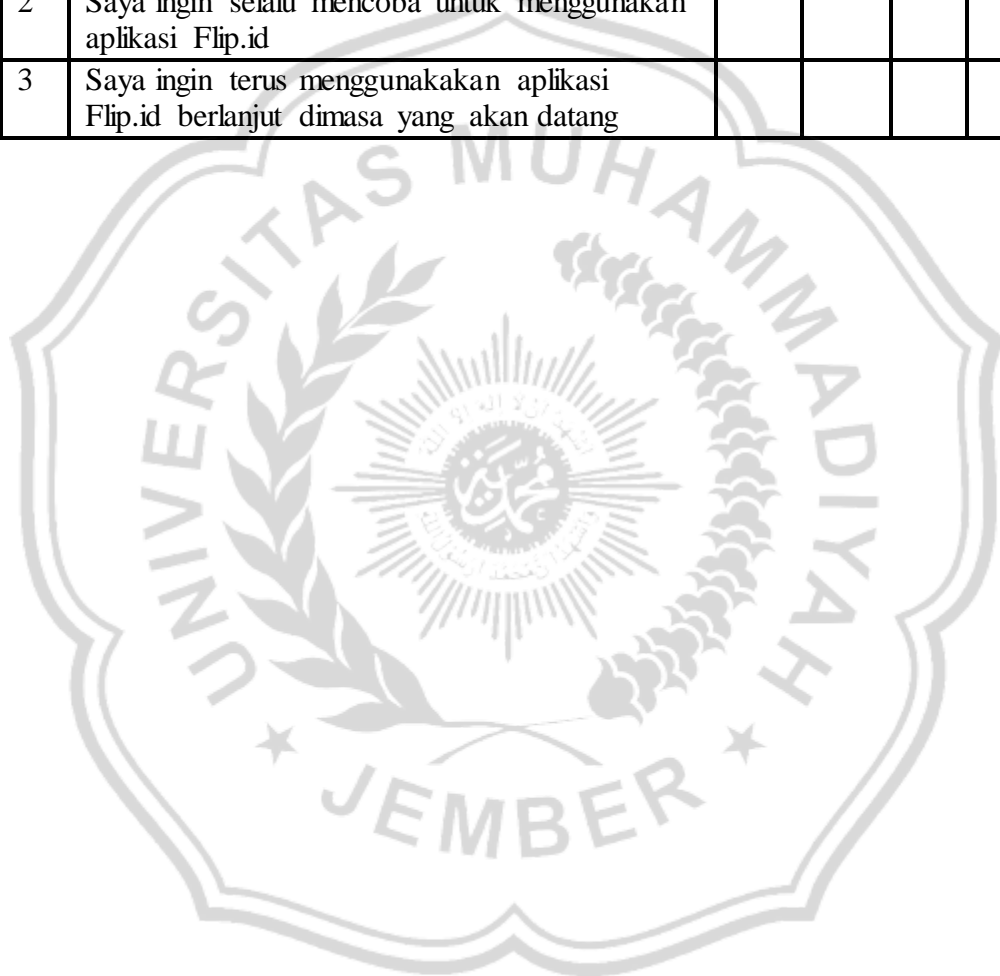 2 Saya ingin selalu mencoba untuk menggunakan
aplikasi Flip.id
3 Saya ingin terus menggunakakan aplikasi
Flip.id berlanjut dimasa yang akan datang
UNIVERSITAS MUHAMMADIYAH
JEMBER